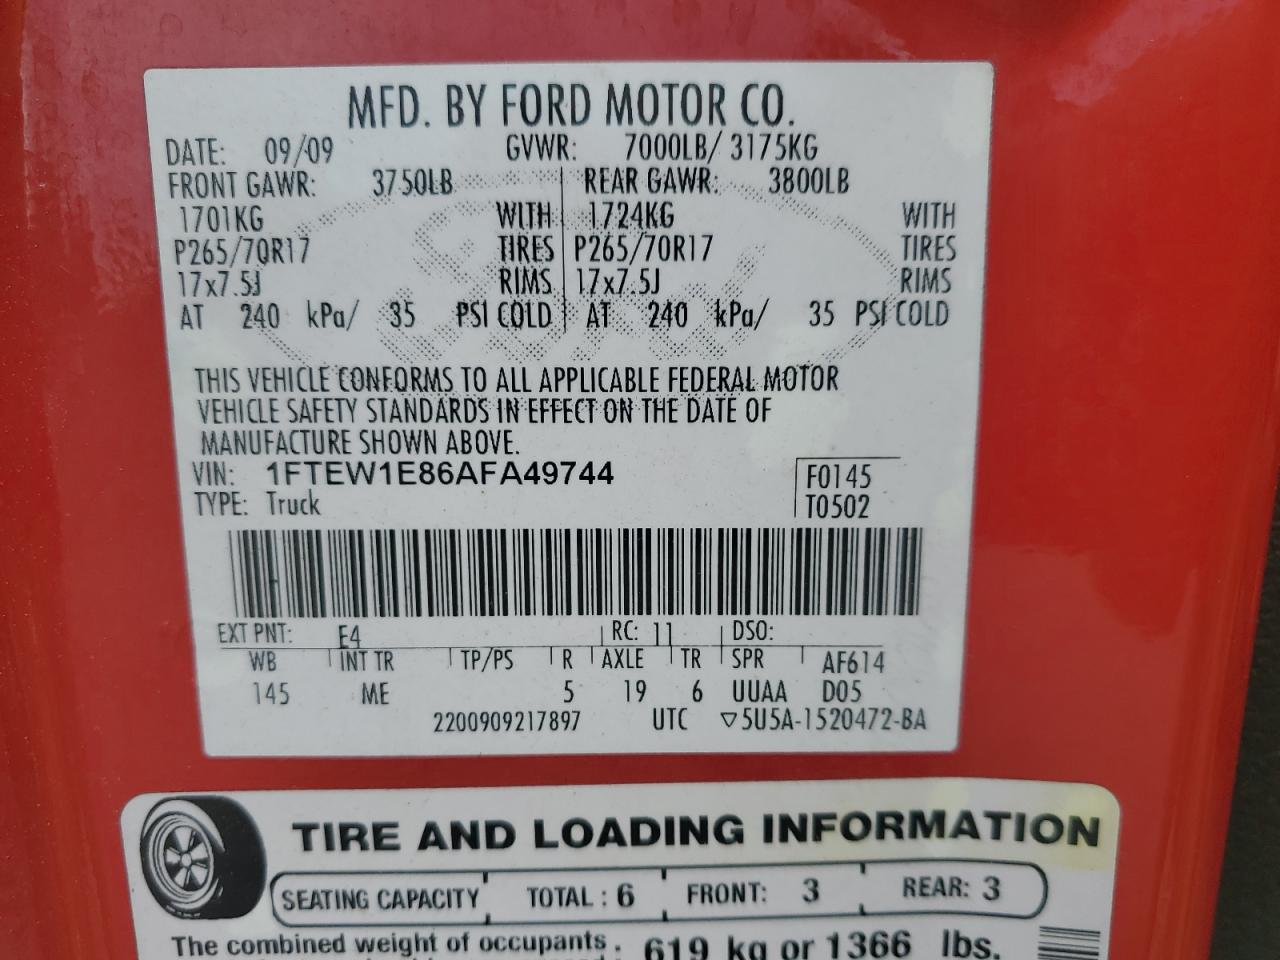 MFD. BY FORD MOTOR CO.
DATE: 09/09 GVWR: 7000LB/ 3175KG
FRONT GAWR: 3750LB REAR GAWR: 3800LB
1701KG WITH 1724KG WITH
P265/70R17 TIRES P265/70R17 TIRES
17x7.5J RIMS 17x7.5J RIMS
AT 240 kPa/ 35 PSI COLD AT 240 kPa/ 35 PSI COLD
THIS VEHICLE CONFORMS TO ALL APPLICABLE FEDERAL MOTOR
VEHICLE SAFETY STANDARDS IN EFFECT ON THE DATE OF
MANUFACTURE SHOWN ABOVE.
VIN: 1FTEW1E86AFA49744 F0145
TYPE: Truck T0502
EXT PNT: E4 RC: 11 DSO:
WB INT TR TP/PS R AXLE TR SPR AF614
145 ME 5 19 6 UUAA D05
2200909217897 UTC ▽5U5A-1520472-BA
TIRE AND LOADING INFORMATION
SEATING CAPACITY TOTAL : 6 FRONT: 3 REAR: 3
The combined weight of occupants 619 kg or 1366 lbs.